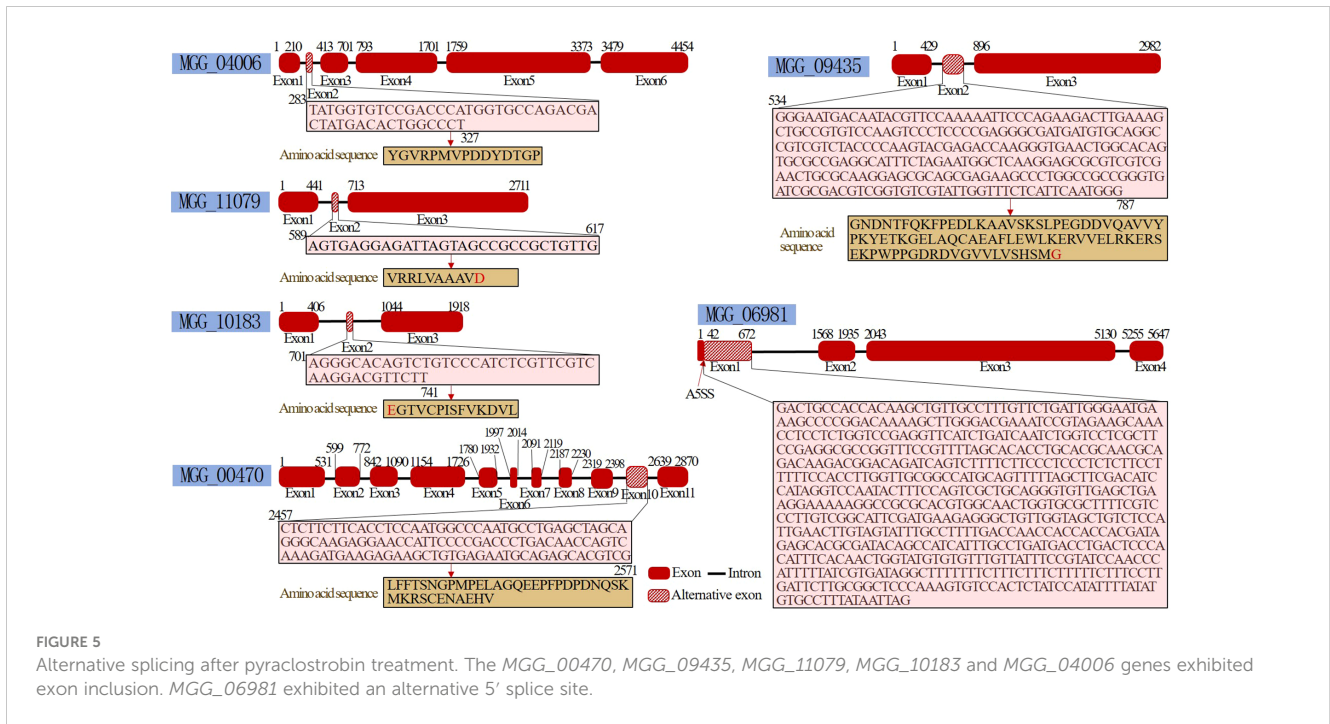 1 210 413 701 793 1701 1759 3373 3479 4454
MGG_04006
Exon1 Exon3 Exon4 Exon5 Exon6
Exon2
283
TATGGTGTCCGACCCATGGTGCCAGACGA
CTATGACACTGGCCCT
327
Amino acid sequence YGVRPMVPDDYDTGP
1 441 713 2711
MGG_11079
Exon1 Exon2 Exon3
589 617
AGTGAGGAGATTAGTAGCCGCCGCTGTTG
Amino acid sequence VRRLVAAAVD
1 406 1044 1918
MGG_10183
Exon1 Exon2 Exon3
701
AGGGCACAGTCTGTCCCATCTCGTTCGTC
AAGGACGTTCTT
741
Amino acid sequence EGTVCPISFVKDVL
1 531 599 772 842 1090 1154 1726 1780 1932 1997 2014 2091 2119 2187 2230 2319 2398 2639 2870
MGG_00470
Exon1 Exon2 Exon3 Exon4 Exon5 Exon6 Exon7 Exon8 Exon9 Exon10 Exon11
2457
CTCTTCTTCACCTCCAATGGCCCAATGCCTGAGCTAGCA
GGGCAAGAGGAACCATTCCCCGACCCTGACAACCAGTC
AAAGATGAAGAGAAGCTGTGAGAATGCAGAGCACGTCG
2571
Amino acid sequence LFFTSNGPMPELAGQEEPFPDPDNQSK
MKRSCENAEHV
1 429 896 2982
MGG_09435
Exon1 Exon2 Exon3
534
GGGAATGACAATACGTTCCAAAAATTCCCAGAAGACTTGAAAG
CTGCCGTGTCCAAGTCCCTCCCCGAGGGCGATGATGTGCAGGC
CGTCGTCTACCCCAAGTACGAGACCAAGGGTGAACTGGCACAG
TGCGCCGAGGCATTTCTAGAATGGCTCAAGGAGCGCGTCGTCG
AACTGCGCAAGGAGCGCAGCGAGAAGCCCTGGCCGCCGGGTG
ATCGCGACGTCGGTGTCGTATTGGTTTCTCATTCAATGGG
787
Amino acid
sequence
GNDNTFQKFPEDLKAAVSKSLPEGDDVQAVVY
PKYETKGELAQCAEAFLEWLKERVVELRKERS
EKPWPPGDRDVGVVLVSHSMG
MGG_06981
1 42 672 1568 1935 2043 5130 5255 5647
Exon1 Exon2 Exon3 Exon4
A5SS
GACTGCCACCACAAGCTGTTGCCTTTGTTCTGATTGGGAATGA
AAGCCCCGGACAAAAGCTTGGGACGAAATCCGTAGAAGCAAA
CCTCCTCTGGTCCGAGGTTCATCTGATCAATCTGGTCCTCGCTT
CCGAGGCGCCGGTTTCCGTTTTAGCACACCTGCACGCAACGCA
GACAAGACGGACAGATCAGTCTTTTCTTCCCTCCCTCTCTTCCT
TTTTCCACCTTGGTTGCGCGGCCATGCAGTTTTTAGCTTCGACATC
CATAGGTCCAATACTTTCCAGTCGCTGCAGGGTGTTGAGCTGA
AGGAAAAAGGCCGCGCACGTGGCAACTGGTGCGCTTTTCGTCC
CCTTGTCGGCATTCGATGAAGAGGGCTGTTGGTAGCTGTCTCCA
TTGAACTTGTAGTATTTGCCTTTTGACCAACCACCACCACGATA
GAGCACGCGATACAGCCATCATTTGCCTGATGACCTGACTCCCA
CATTTCACAACTGGTATGTGTGTTTGTTATTTCCGTATCCAACCC
ATTTTTATCGTGATAGGCTTTTTTTCTTTCTTTCTTTTTCTTTCCTT
GATTCTTGCGGCTCCCAAAGTGTCCACTCTATCCATATTTTATAT
GTGCCTTTATAATTAG
Exon Intron
Alternative exon
FIGURE 5
Alternative splicing after pyraclostrobin treatment. The MGG_00470, MGG_09435, MGG_11079, MGG_10183 and MGG_04006 genes exhibited
exon inclusion. MGG_06981 exhibited an alternative 5′ splice site.